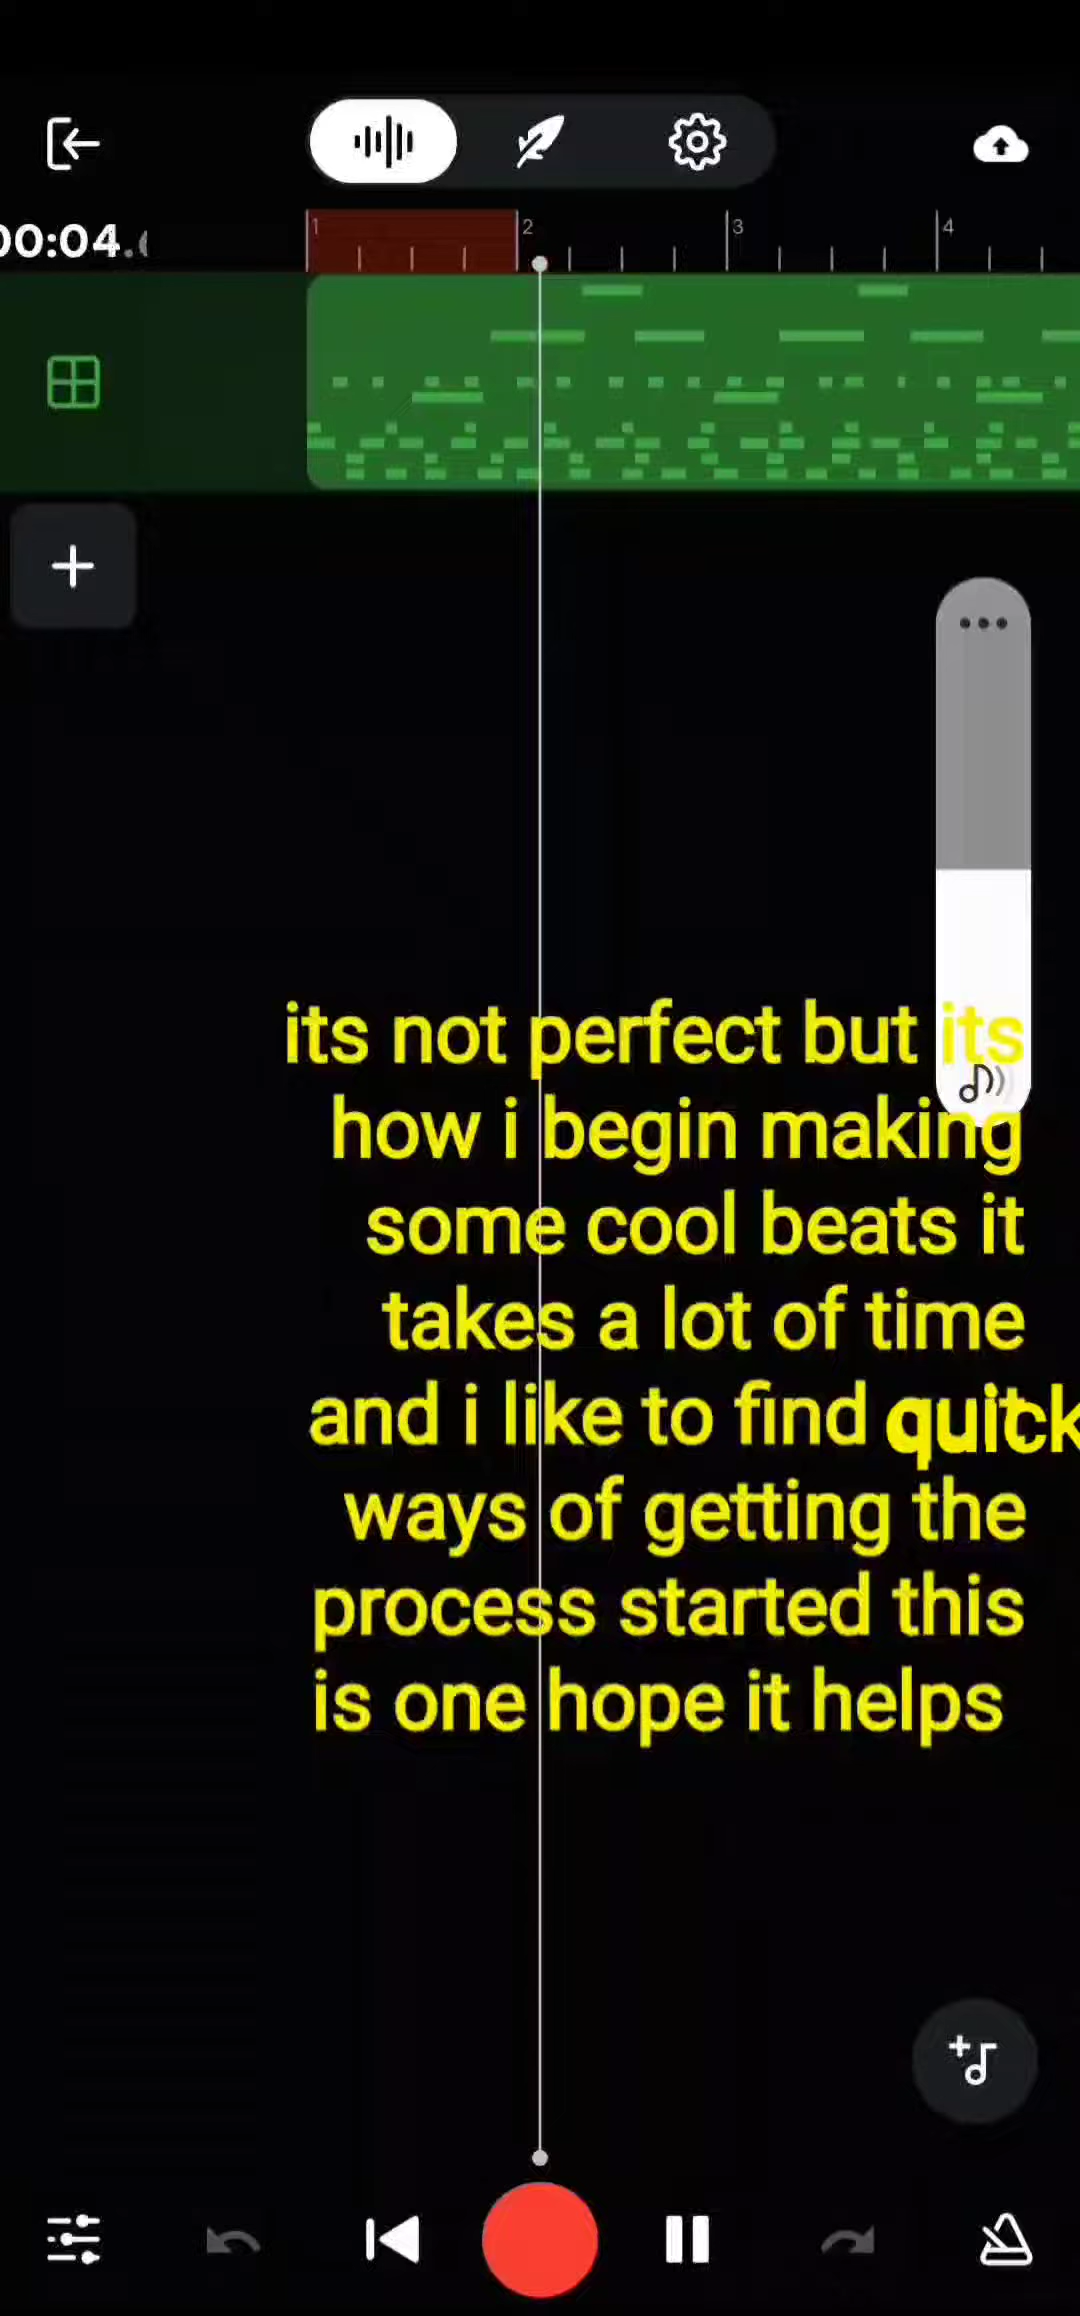 00:04.
1 2 3 4
its not perfect but its
how i begin making
some cool beats it
takes a lot of time
and i like to find quick
ways of getting the
process started this
is one hope it helps